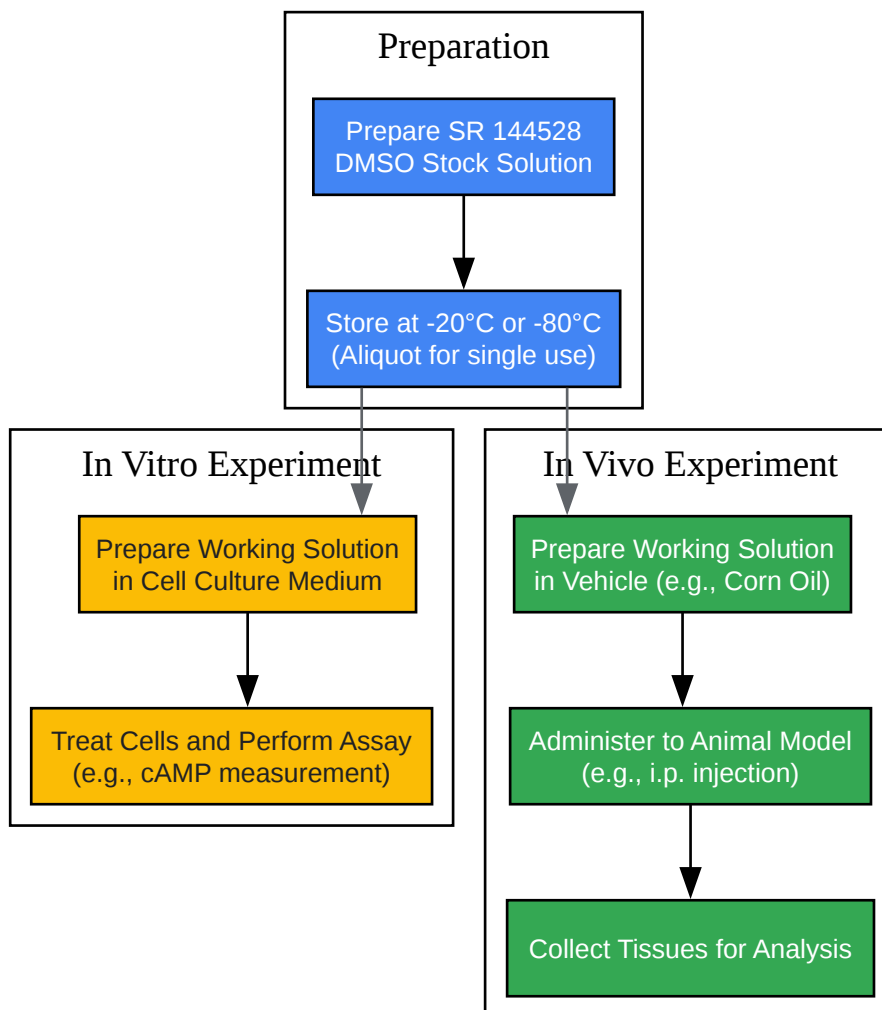 Preparation
Prepare SR 144528
DMSO Stock Solution
Store at -20°C or -80°C
(Aliquot for single use)
In Vitro Experiment
Prepare Working Solution
in Cell Culture Medium
Treat Cells and Perform Assay
(e.g., cAMP measurement)
In Vivo Experiment
Prepare Working Solution
in Vehicle (e.g., Corn Oil)
Administer to Animal Model
(e.g., i.p. injection)
Collect Tissues for Analysis